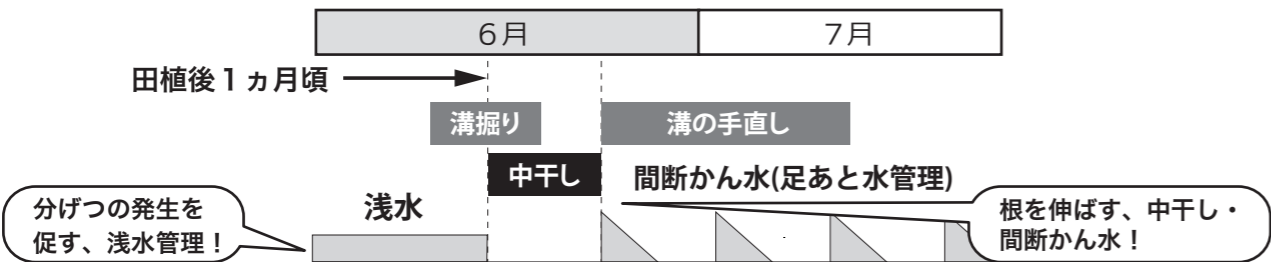 6月
7月
田植後1ヵ月頃
溝掘り
溝の手直し
中干し
間断かん水(足あと水管理)
浅水
分げつの発生を
促す、浅水管理！
根を伸ばす、中干し・
間断かん水！